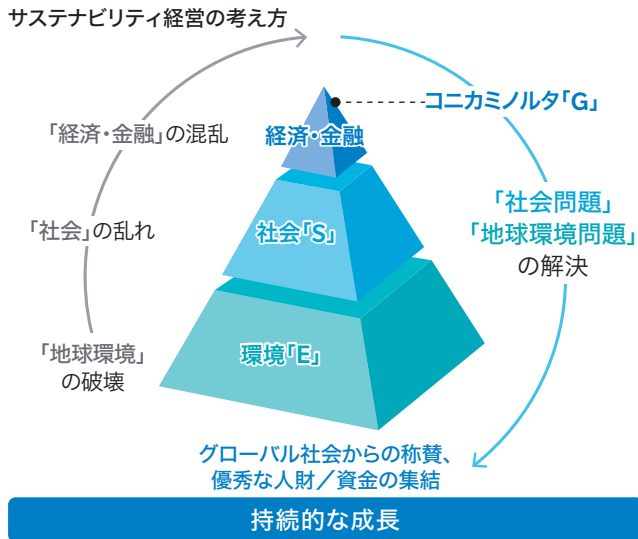 サステナビリティ経営の考え方
コニカミノルタ「G」
「経済・金融」の混乱
経済・金融
「社会問題」
「地球環境問題」
の解決
「社会」の乱れ
社会「S」
「地球環境」
の破壊
環境「E」
グローバル社会からの称賛、
優秀な人財／資金の集結
持続的な成長